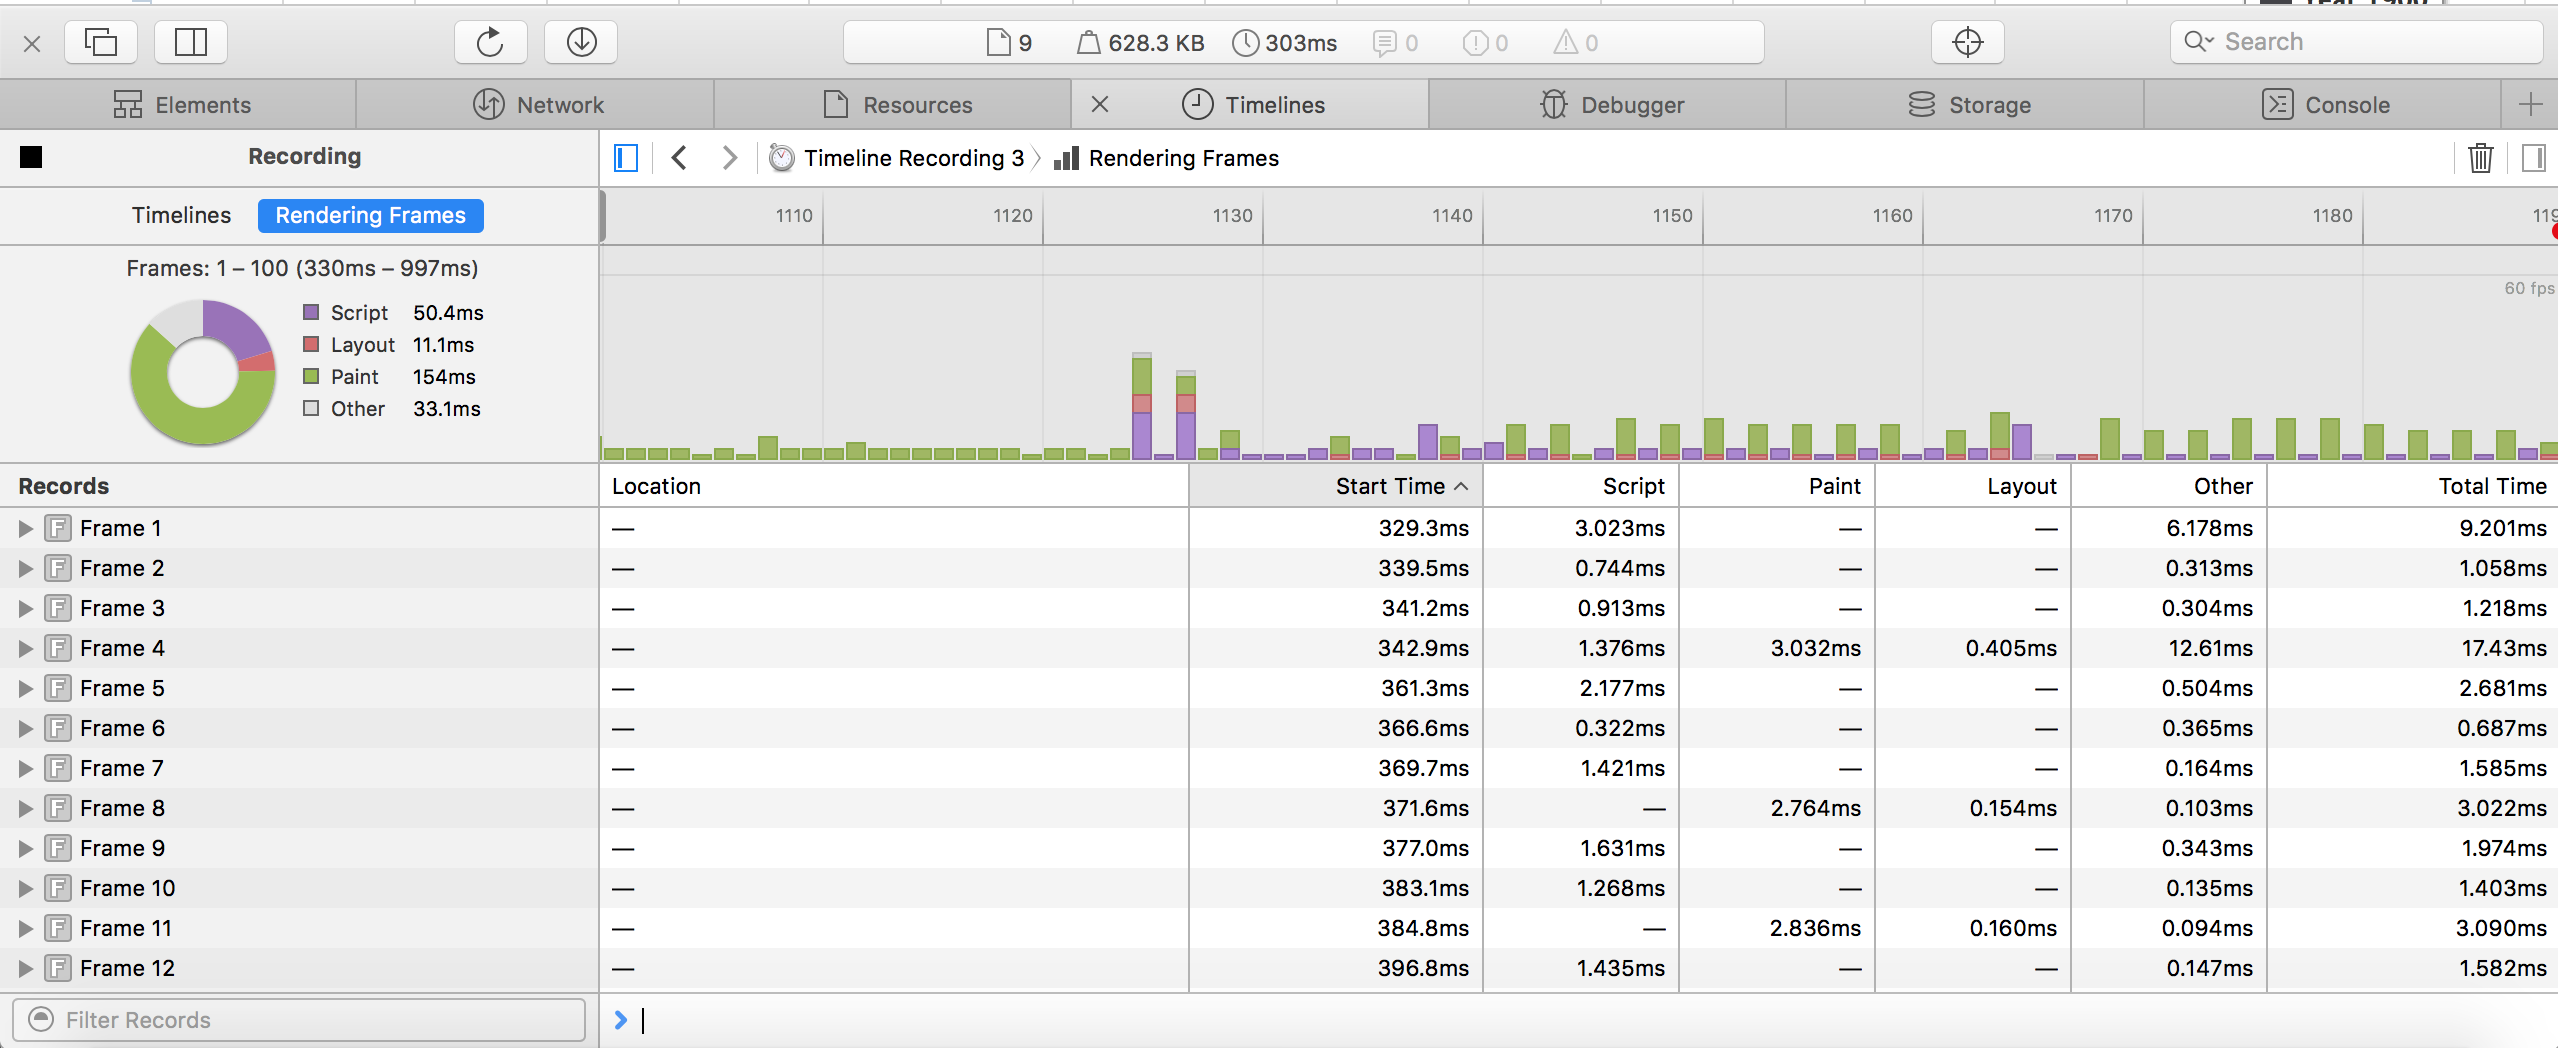 9 628.3 KB 303ms 0 0 0 Search
Elements Network Resources Timelines Debugger Storage Console
Recording Timeline Recording 3 Rendering Frames
Timelines Rendering Frames 1110 1120 1130 1140 1150 1160 1170 1180
Frames: 1 – 100 (330ms – 997ms)
60 fps
Script 50.4ms
Layout 11.1ms
Paint 154ms
Other 33.1ms
Records Location Start Time Script Paint Layout Other Total Time
F Frame 1 — 329.3ms 3.023ms — — 6.178ms 9.201ms
F Frame 2 — 339.5ms 0.744ms — — 0.313ms 1.058ms
F Frame 3 — 341.2ms 0.913ms — — 0.304ms 1.218ms
F Frame 4 — 342.9ms 1.376ms 3.032ms 0.405ms 12.61ms 17.43ms
F Frame 5 — 361.3ms 2.177ms — — 0.504ms 2.681ms
F Frame 6 — 366.6ms 0.322ms — — 0.365ms 0.687ms
F Frame 7 — 369.7ms 1.421ms — — 0.164ms 1.585ms
F Frame 8 — 371.6ms — 2.764ms 0.154ms 0.103ms 3.022ms
F Frame 9 — 377.0ms 1.631ms — — 0.343ms 1.974ms
F Frame 10 — 383.1ms 1.268ms — — 0.135ms 1.403ms
F Frame 11 — 384.8ms — 2.836ms 0.160ms 0.094ms 3.090ms
F Frame 12 — 396.8ms 1.435ms — — 0.147ms 1.582ms
Filter Records